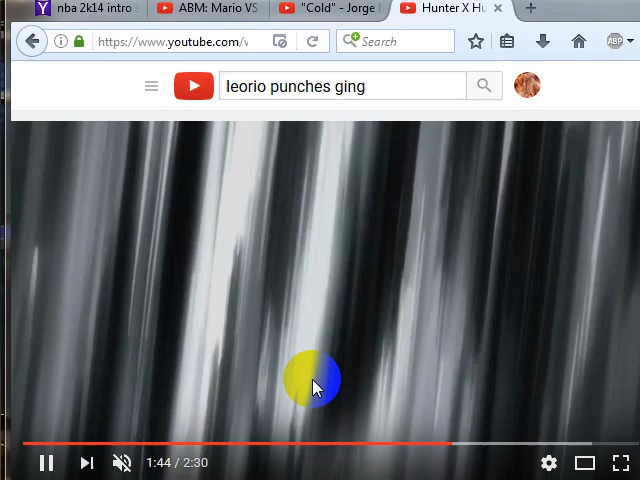 nba 2k14 intro
ABM: Mario VS
"Cold" - Jorge
Hunter X Hu
https://www.youtube.com/
Search
ABP
leorio punches ging
1:44 / 2:30